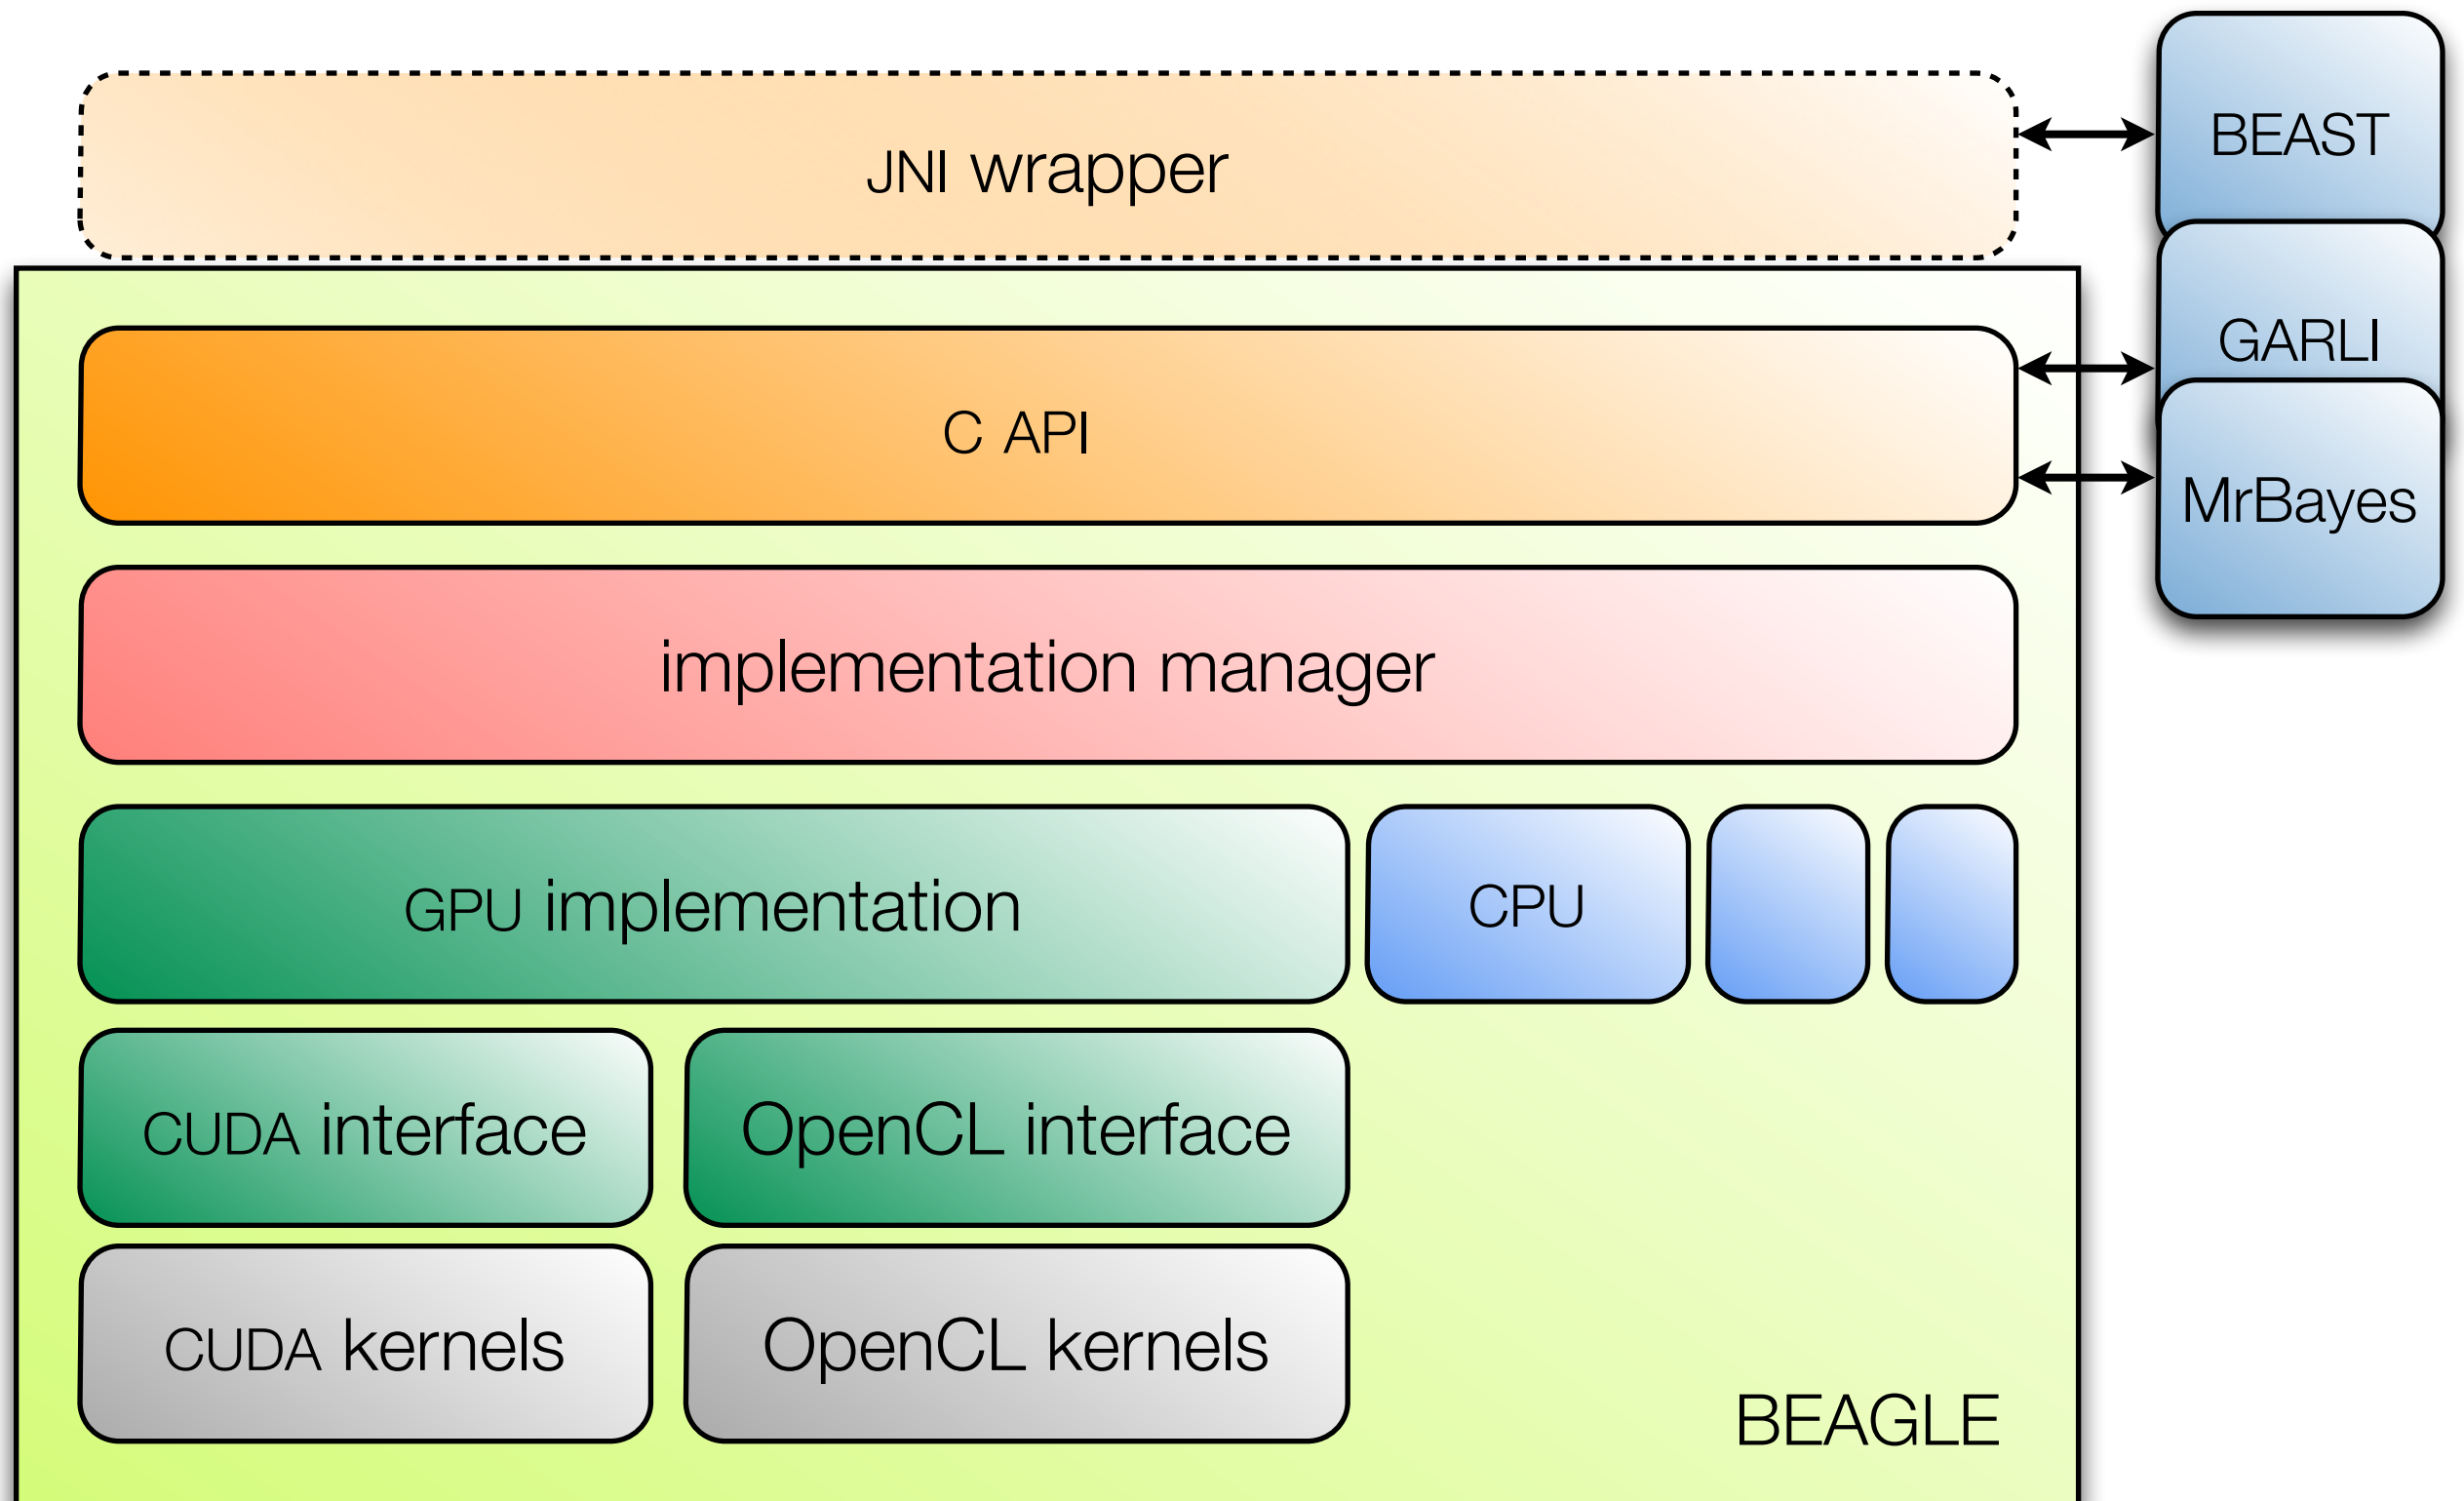 JNI wrapper
BEAST
GARLI
C API
MrBayes
implementation manager
GPU implementation
CPU
CUDA interface
OpenCL interface
CUDA kernels
OpenCL kernels
BEAGLE